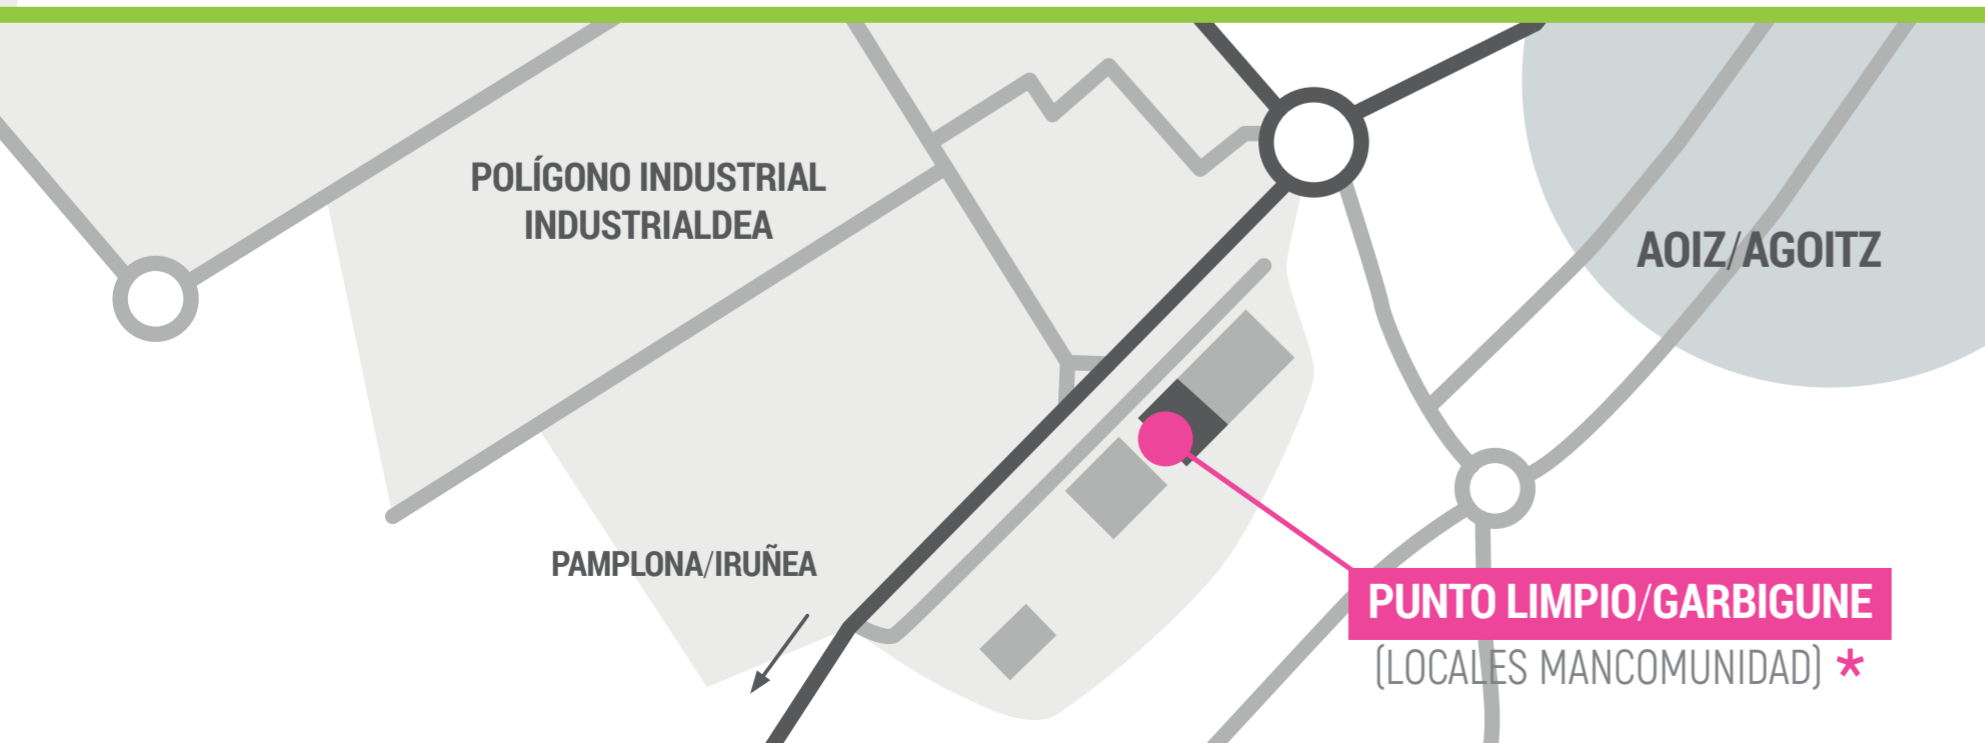 POLÍGONO INDUSTRIAL
INDUSTRIALDEA
AOIZ/AGOITZ
PAMPLONA/IRUÑEA
PUNTO LIMPIO/GARBIGUNE
(LOCALES MANCOMUNIDAD) *